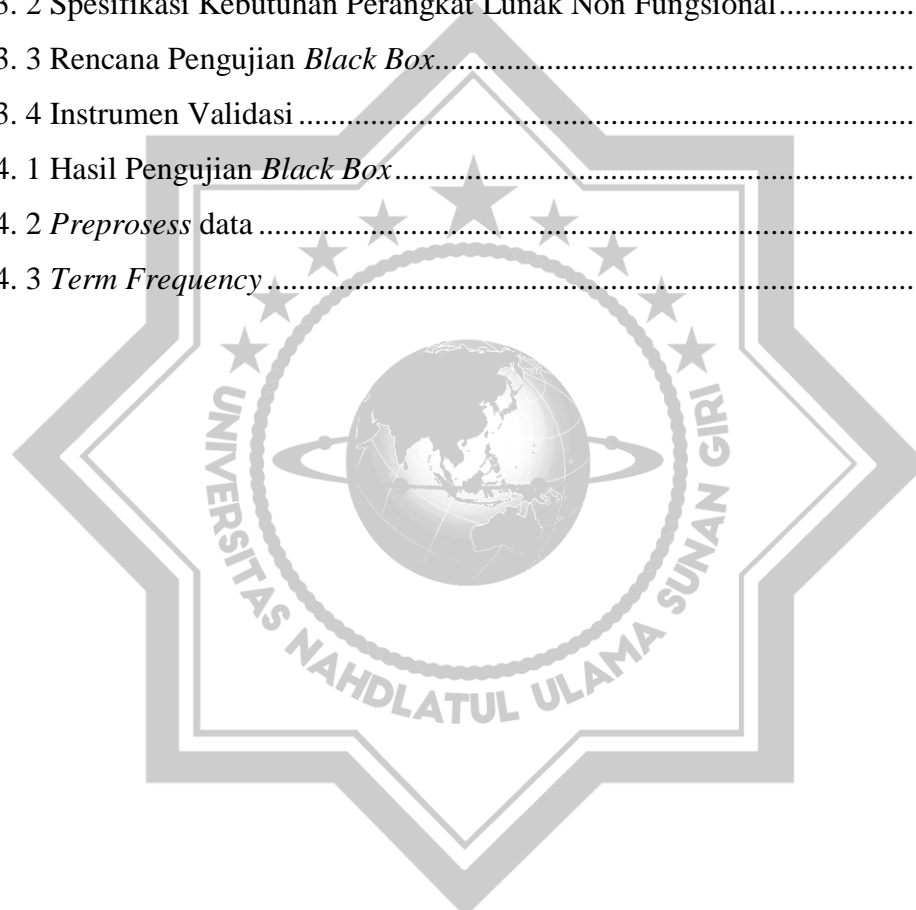 3. 2 Spesifikasi Kebutuhan Perangkat Lunak Non Fungsional...................
3. 3 Rencana Pengujian Black Box.............................................................
3. 4 Instrumen Validasi ...............................................................................
4. 1 Hasil Pengujian Black Box..................................................................
4. 2 Preprosess data ....................................................................................
4. 3 Term Frequency...................................................................................
UNIVERSITAS NAHDLATUL ULAMA SUNAN GIRI